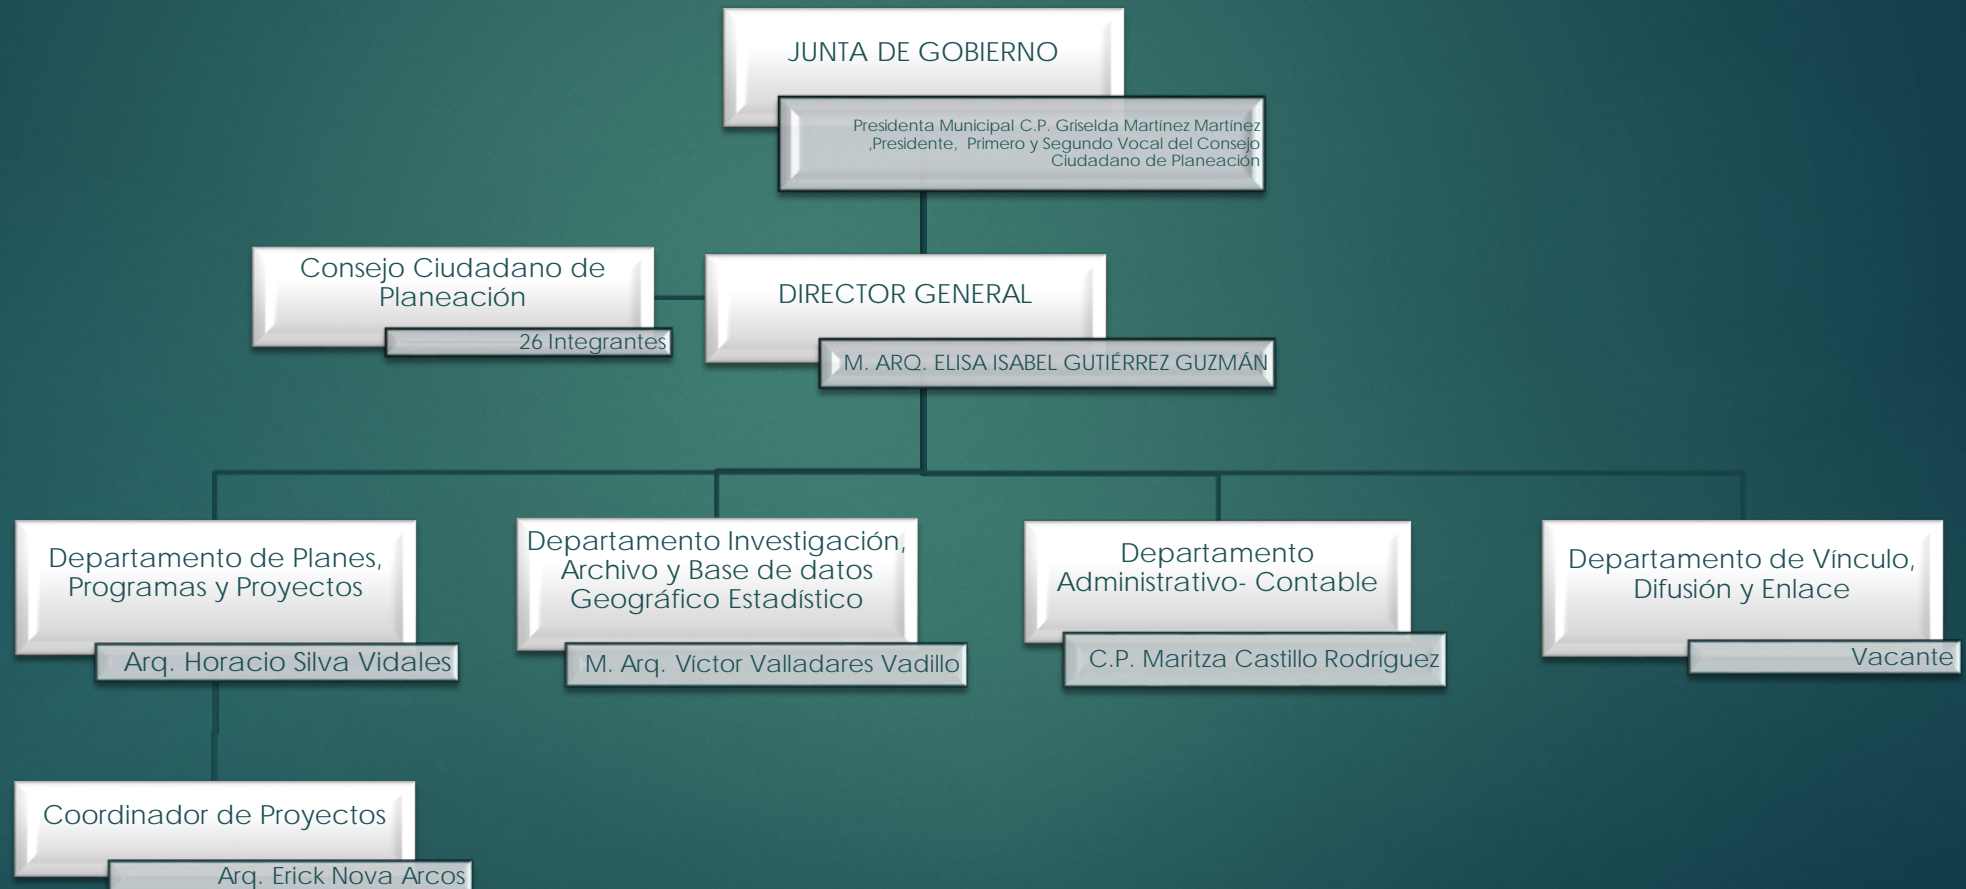 JUNTA DE GOBIERNO
Presidenta Municipal C.P. Griselda Martínez Martínez
,Presidente, Primero y Segundo Vocal del Consejo
Ciudadano de Planeación
Consejo Ciudadano de
Planeación
26 Integrantes
DIRECTOR GENERAL
M. ARQ. ELISA ISABEL GUTIÉRREZ GUZMÁN
Departamento de Planes,
Programas y Proyectos
Arq. Horacio Silva Vidales
Departamento Investigación,
Archivo y Base de datos
Geográfico Estadístico
M. Arq. Víctor Valladares Vadillo
Departamento
Administrativo- Contable
C.P. Maritza Castillo Rodríguez
Departamento de Vínculo,
Difusión y Enlace
Vacante
Coordinador de Proyectos
Arq. Erick Nova Arcos